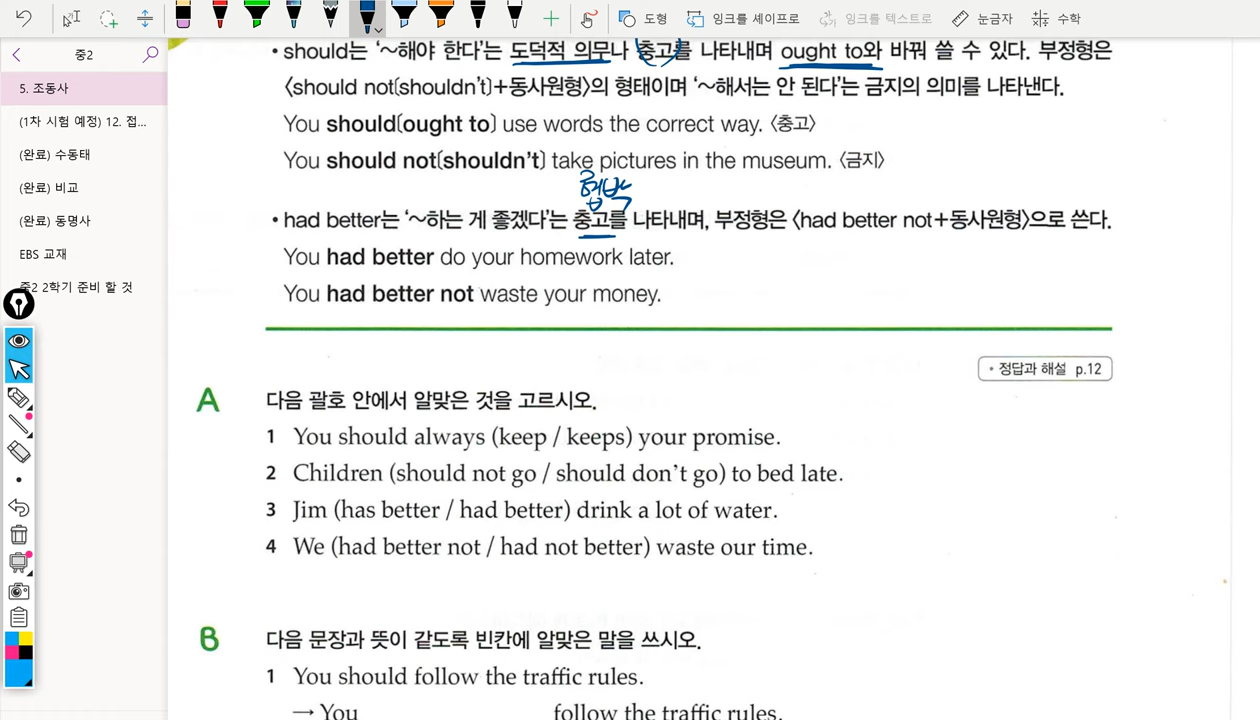 도형
잉크를 셰이프로
잉크를 텍스트로
눈금자
수학
중2
5. 조동사
(1차 시험 예정) 12. 접...
(완료) 수동태
(완료) 비교
(완료) 동명사
EBS 교재
중2 2학기 준비 할 것
• should는 ‘~해야 한다’는 도덕적 의무나 충고를 나타내며 ought to와 바꿔 쓸 수 있다. 부정형은
〈should not(shouldn't)+동사원형〉의 형태이며 ‘~해서는 안 된다’는 금지의 의미를 나타낸다.
You should(ought to) use words the correct way. 〈충고〉
You should not(shouldn't) take pictures in the museum. 〈금지〉
협박
• had better는 ‘~하는 게 좋겠다’는 충고를 나타내며, 부정형은 〈had better not+동사원형〉으로 쓴다.
You had better do your homework later.
You had better not waste your money.
• 정답과 해설 p.12
A 다음 괄호 안에서 알맞은 것을 고르시오.
1 You should always (keep / keeps) your promise.
2 Children (should not go / should don't go) to bed late.
3 Jim (has better / had better) drink a lot of water.
4 We (had better not / had not better) waste our time.
B 다음 문장과 뜻이 같도록 빈칸에 알맞은 말을 쓰시오.
1 You should follow the traffic rules.
→ You follow the traffic rules.